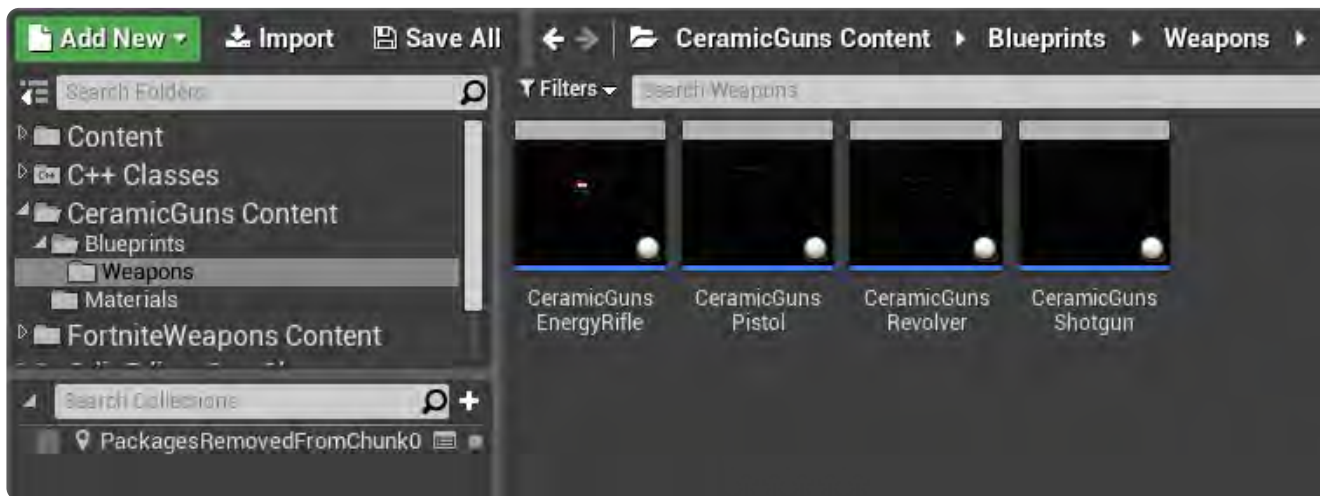 Add New
Import
Save All
CeramicGuns Content
Blueprints
Weapons
Search Folders
Filters
Search Weapons
Content
C++ Classes
CeramicGuns Content
Blueprints
Weapons
Materials
FortniteWeapons Content
CeramicGuns
EnergyRifle
CeramicGuns
Pistol
CeramicGuns
Revolver
CeramicGuns
Shotgun
Search Collections
PackagesRemovedFromChunk0